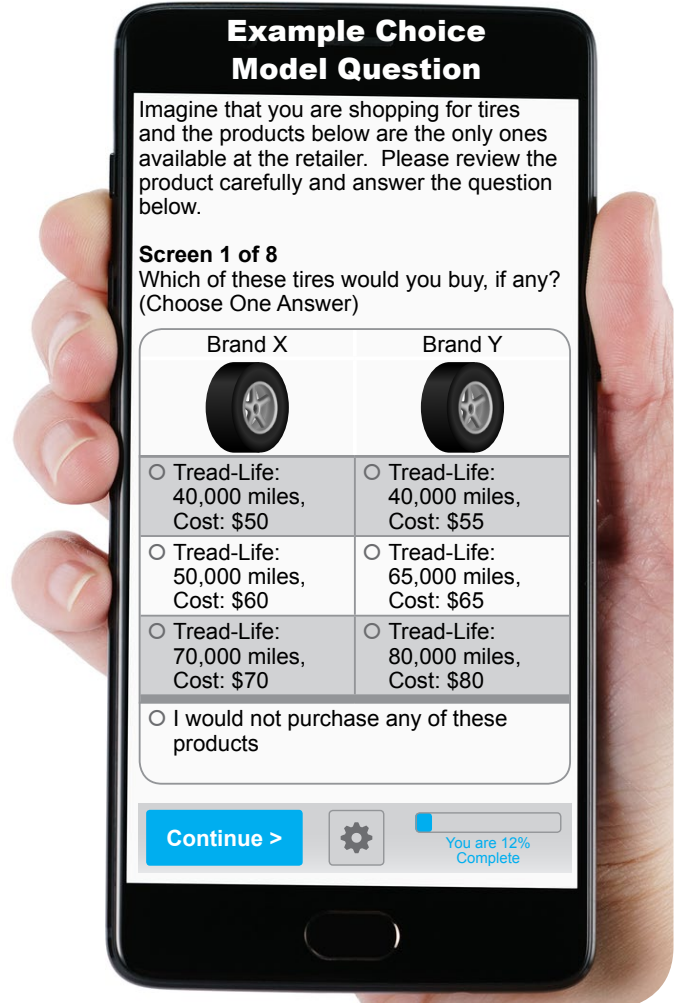 Example Choice
Model Question
Imagine that you are shopping for tires
and the products below are the only ones
available at the retailer.  Please review the
product carefully and answer the question
below.
Screen 1 of 8
Which of these tires would you buy, if any?
(Choose One Answer)
Brand X
Brand Y
Tread-Life:
40,000 miles,
Cost: $50
Tread-Life:
40,000 miles,
Cost: $55
Tread-Life:
50,000 miles,
Cost: $60
Tread-Life:
65,000 miles,
Cost: $65
Tread-Life:
70,000 miles,
Cost: $70
Tread-Life:
80,000 miles,
Cost: $80
I would not purchase any of these
products
Continue >
You are 12%
Complete